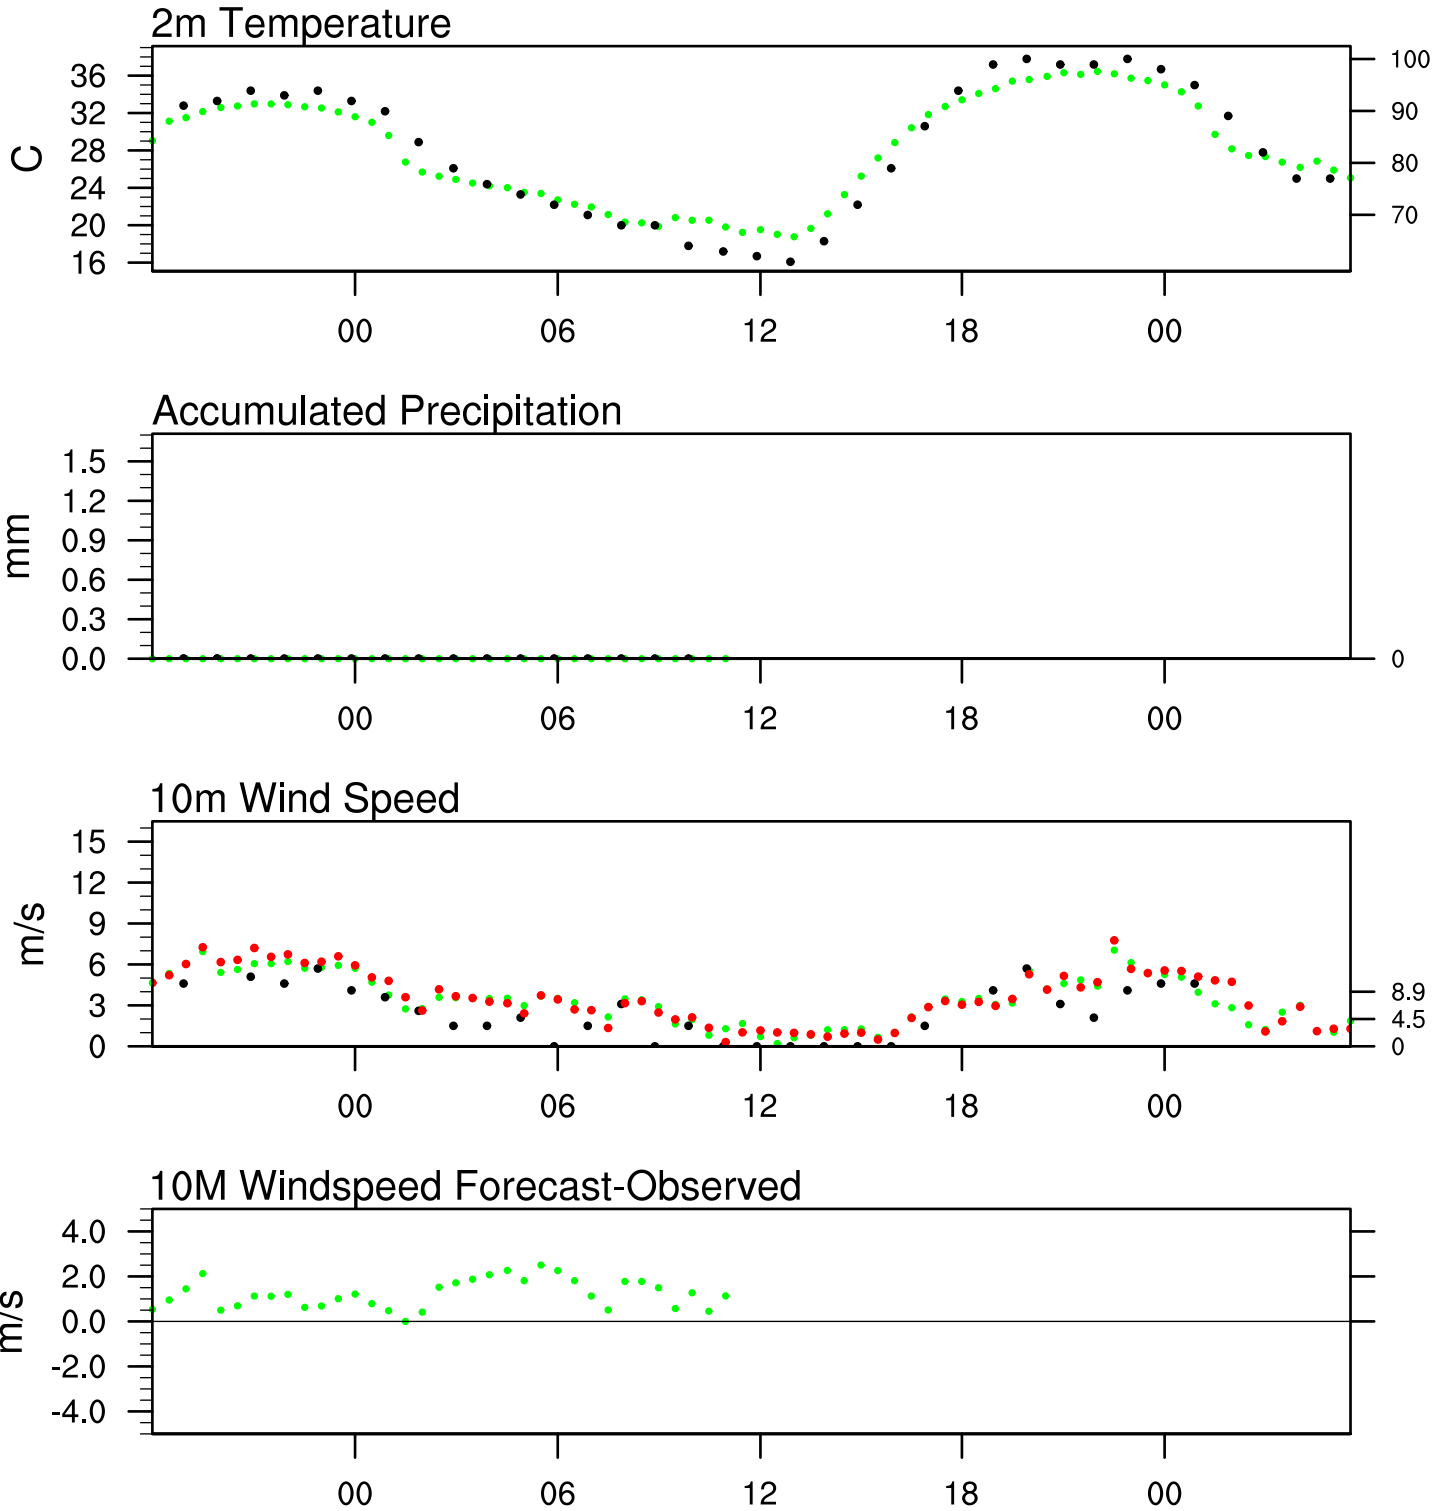 2m Temperature
36
32
28
24
20
16
C
100
90
80
70
00 06 12 18 00
Accumulated Precipitation
1.5
1.2
0.9
0.6
0.3
0.0
mm
0
00 06 12 18 00
10m Wind Speed
15
12
9
6
3
0
m/s
8.9
4.5
0
00 06 12 18 00
10M Windspeed Forecast-Observed
4.0
2.0
0.0
-2.0
-4.0
m/s
00 06 12 18 00